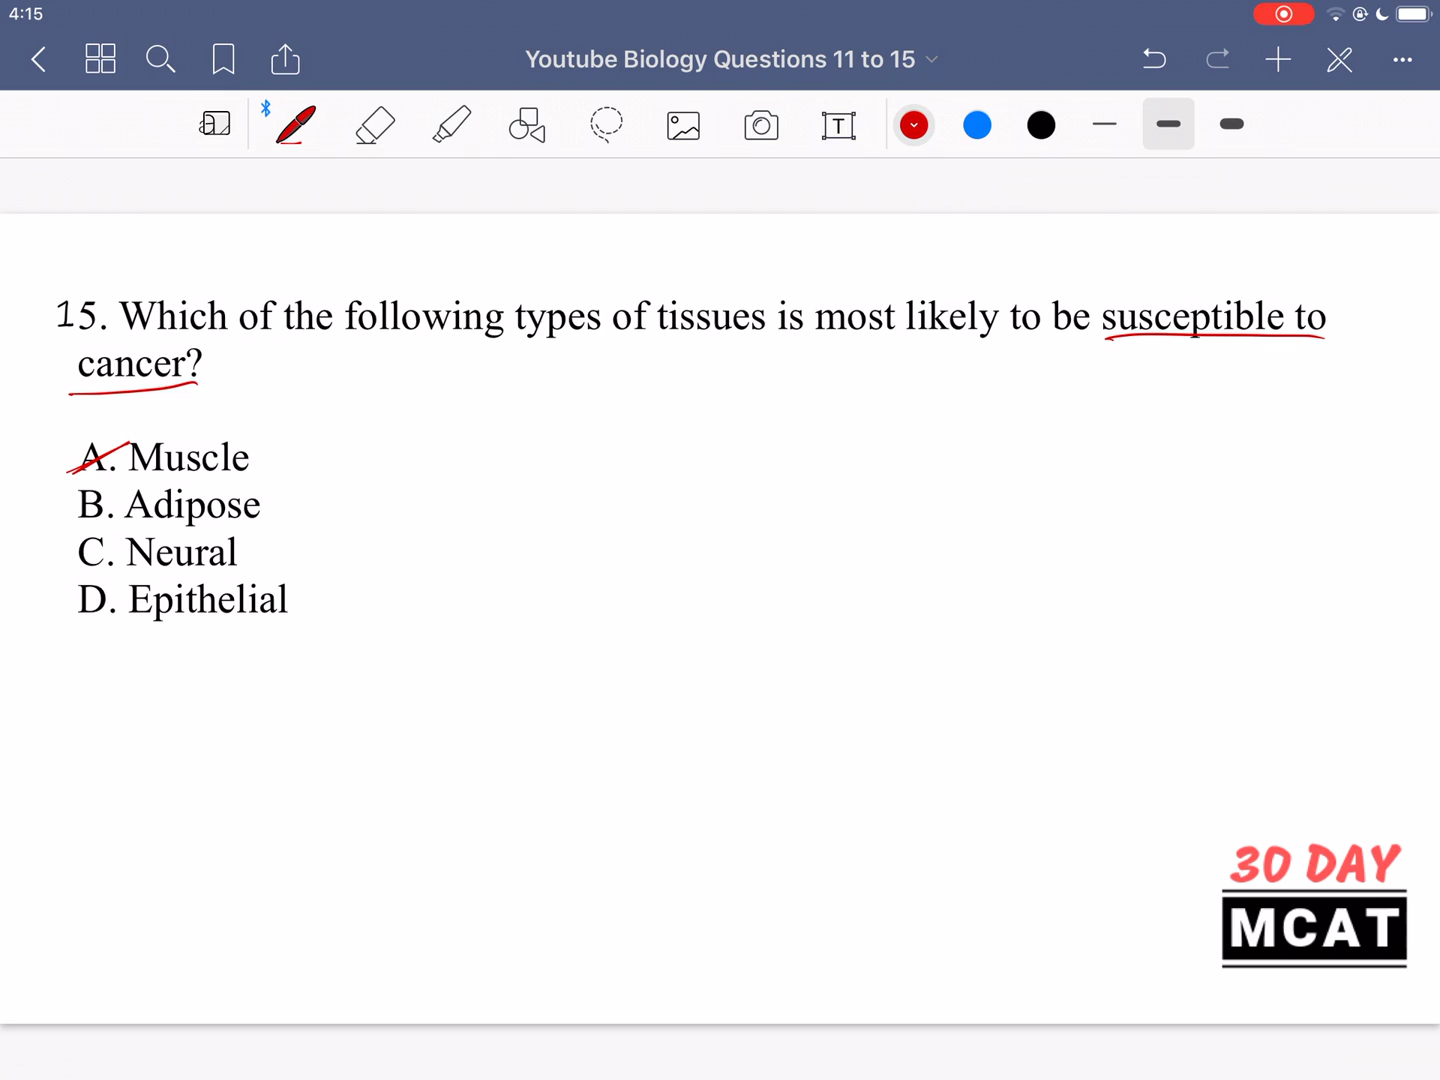 4:15
Youtube Biology Questions 11 to 15
T
15. Which of the following types of tissues is most likely to be susceptible to
cancer?
A. Muscle
B. Adipose
C. Neural
D. Epithelial
30 DAY
MCAT